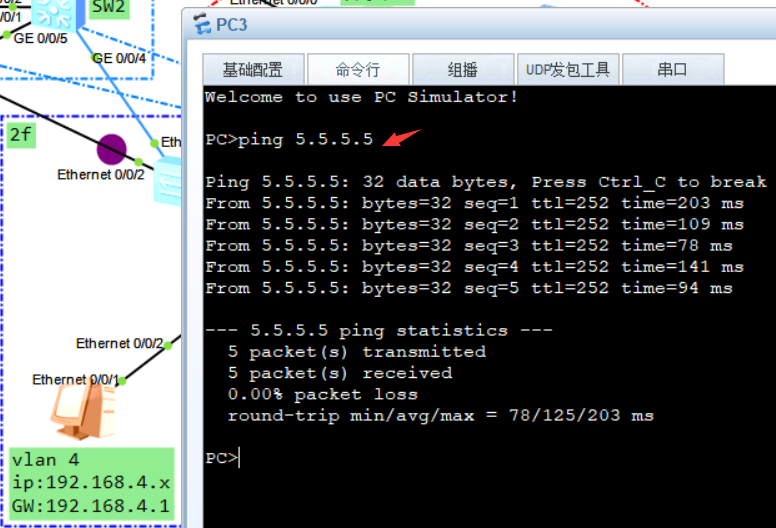 SW2
0/0/1
GE 0/0/5
GE 0/0/4
2f
Eth
Ethernet 0/0/2
Ethernet 0/0/2
Ethernet 0/0/1
vlan 4
ip:192.168.4.x
GW:192.168.4.1
Ethernet 0/0/0
PC3
基础配置
命令行
组播
UDP发包工具
串口
Welcome to use PC Simulator!
PC>ping 5.5.5.5
Ping 5.5.5.5: 32 data bytes, Press Ctrl_C to break
From 5.5.5.5: bytes=32 seq=1 ttl=252 time=203 ms
From 5.5.5.5: bytes=32 seq=2 ttl=252 time=109 ms
From 5.5.5.5: bytes=32 seq=3 ttl=252 time=78 ms
From 5.5.5.5: bytes=32 seq=4 ttl=252 time=141 ms
From 5.5.5.5: bytes=32 seq=5 ttl=252 time=94 ms
--- 5.5.5.5 ping statistics ---
5 packet(s) transmitted
5 packet(s) received
0.00% packet loss
round-trip min/avg/max = 78/125/203 ms
PC>